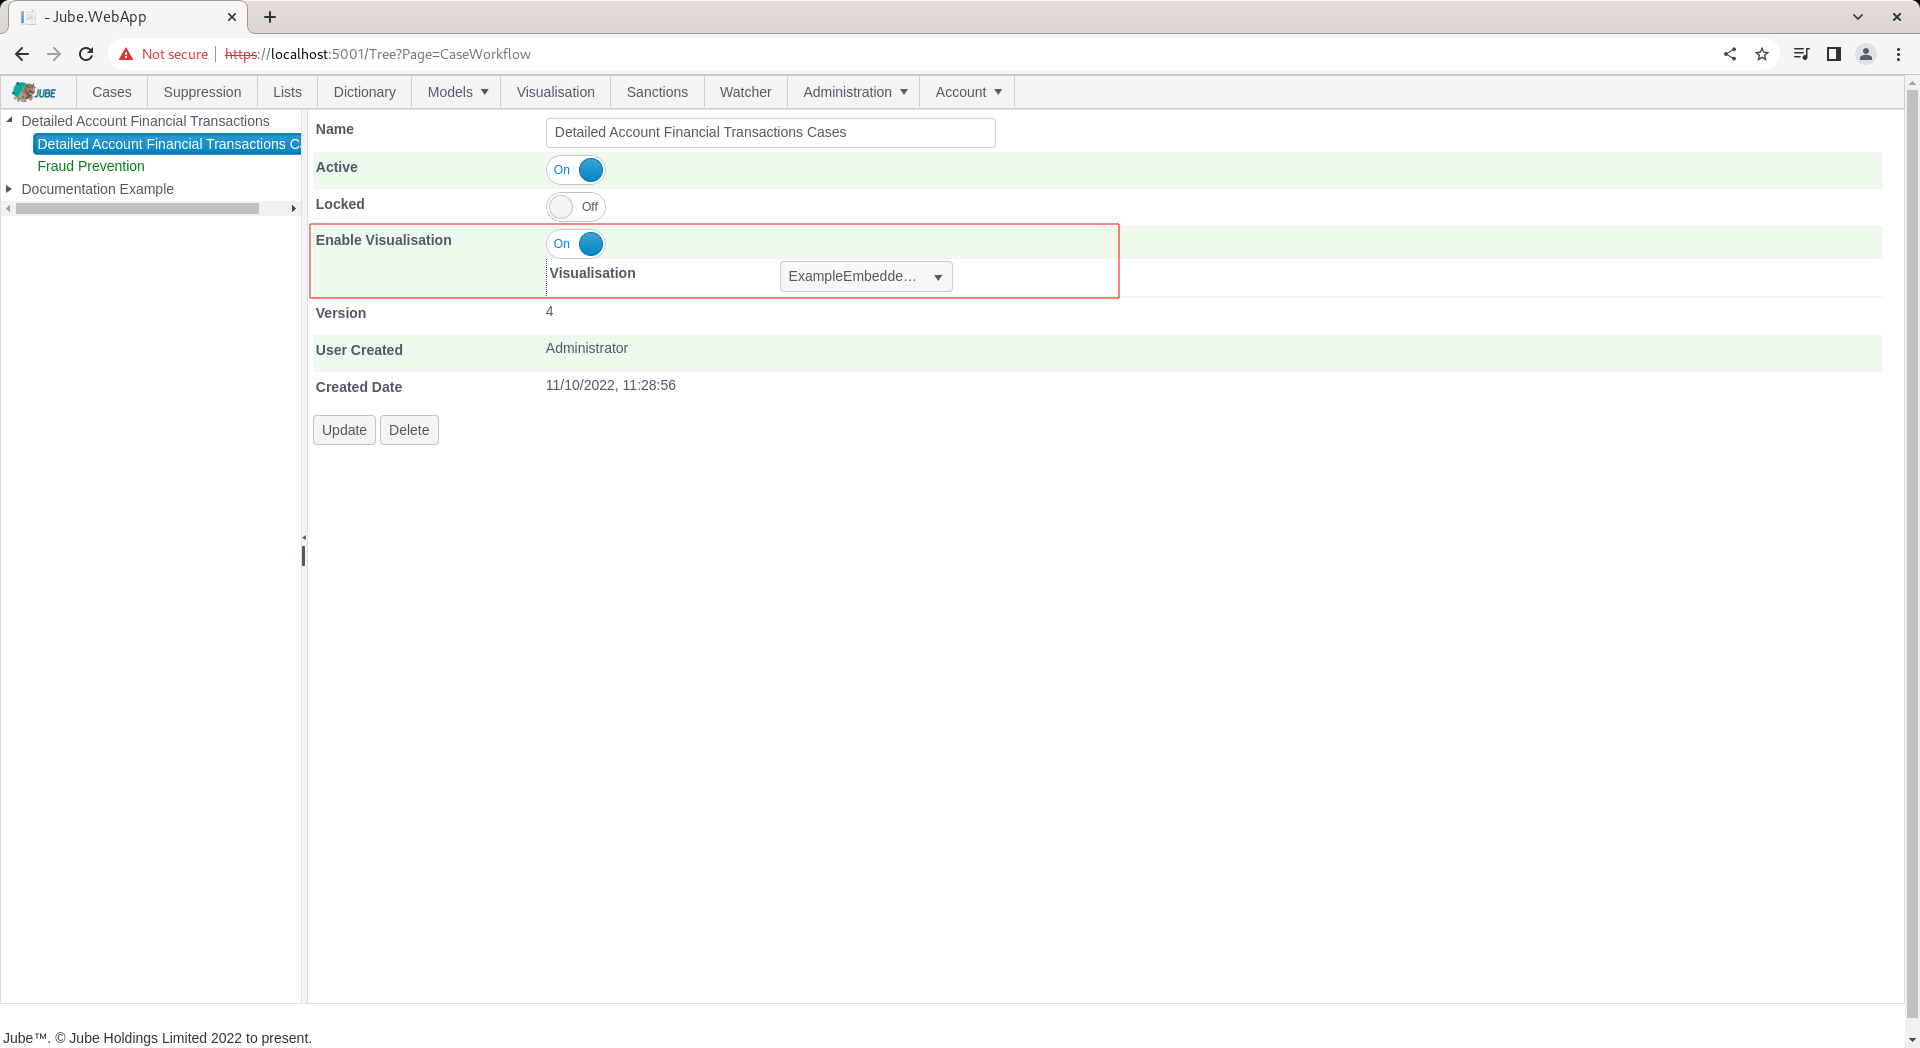 - Jube.WebApp
Not secure https://localhost:5001/Tree?Page=CaseWorkflow
JUBE Cases Suppression Lists Dictionary Models Visualisation Sanctions Watcher Administration Account
Detailed Account Financial Transactions
Detailed Account Financial Transactions C
Fraud Prevention
Documentation Example
Name Detailed Account Financial Transactions Cases
Active On
Locked Off
Enable Visualisation On
Visualisation ExampleEmbedde...
Version 4
User Created Administrator
Created Date 11/10/2022, 11:28:56
Update Delete
Jube™. © Jube Holdings Limited 2022 to present.